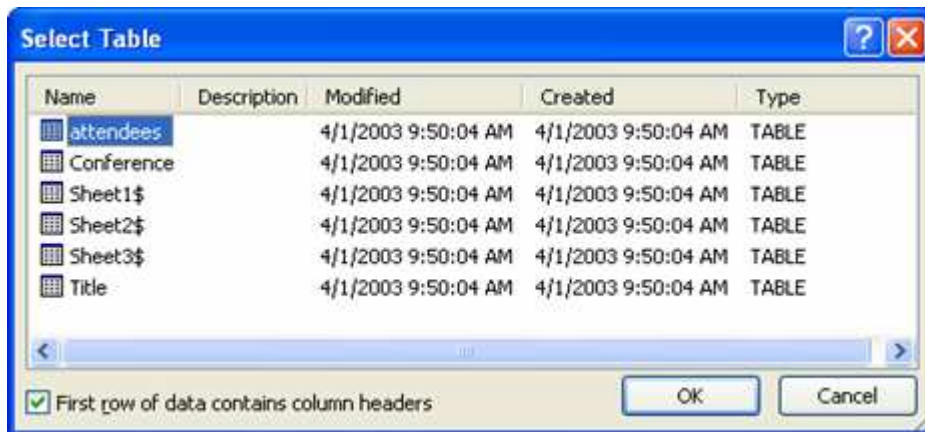 Select Table
Name Description Modified Created Type
attendees 4/1/2003 9:50:04 AM 4/1/2003 9:50:04 AM TABLE
Conference 4/1/2003 9:50:04 AM 4/1/2003 9:50:04 AM TABLE
Sheet1$ 4/1/2003 9:50:04 AM 4/1/2003 9:50:04 AM TABLE
Sheet2$ 4/1/2003 9:50:04 AM 4/1/2003 9:50:04 AM TABLE
Sheet3$ 4/1/2003 9:50:04 AM 4/1/2003 9:50:04 AM TABLE
Title 4/1/2003 9:50:04 AM 4/1/2003 9:50:04 AM TABLE
First row of data contains column headers OK Cancel